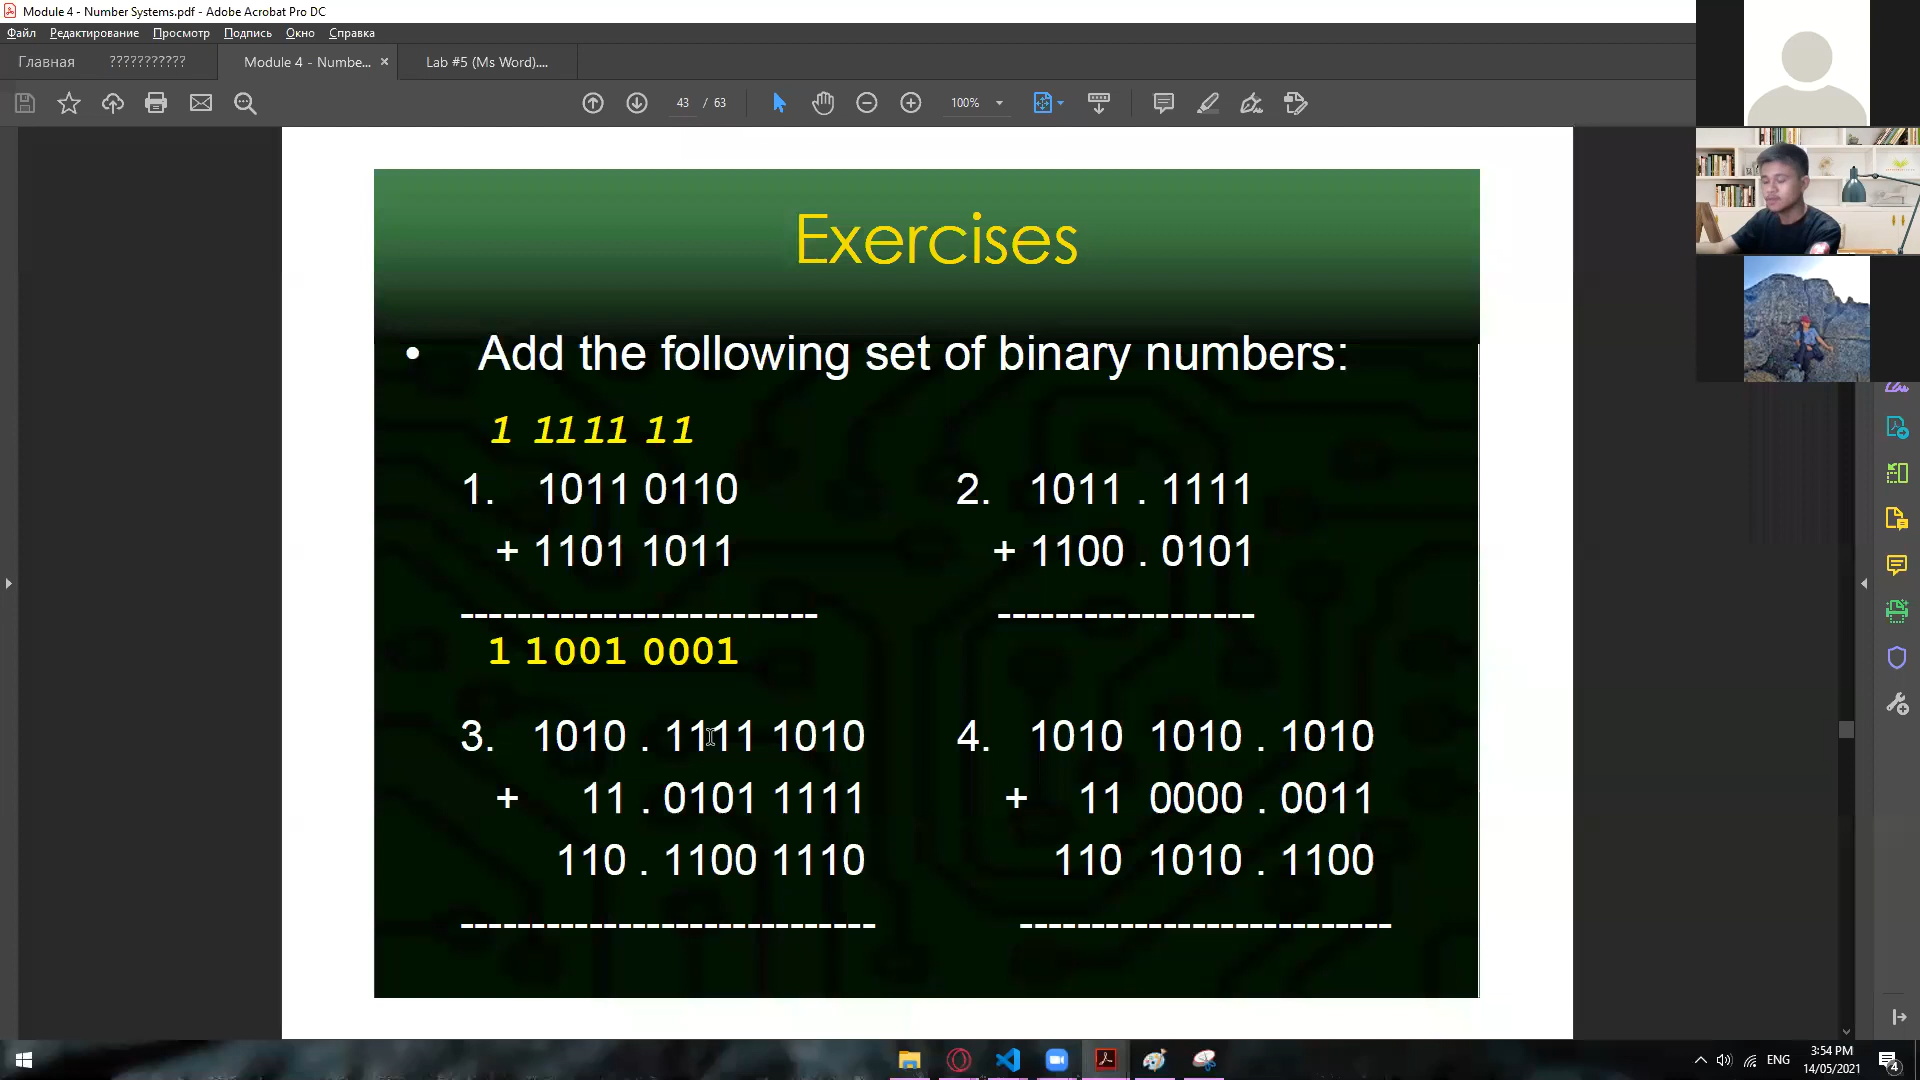 Module 4 - Number Systems.pdf - Adobe Acrobat Pro DC
Файл Редактирование Просмотр Подпись Окно Справка
Главная ??????????? Module 4 - Numbe... × Lab #5 (Ms Word)....
43 / 63 100%
Exercises
• Add the following set of binary numbers:
1 1111 11
1. 1011 0110
+ 1101 1011
-------------------------
1 1001 0001
2. 1011 . 1111
+ 1100 . 0101
------------------
3. 1010 . 1111 1010
+ 11 . 0101 1111
110 . 1100 1110
-----------------------------
4. 1010 1010 . 1010
+ 11 0000 . 0011
110 1010 . 1100
--------------------------
ENG
3:54 PM
14/05/2021
4